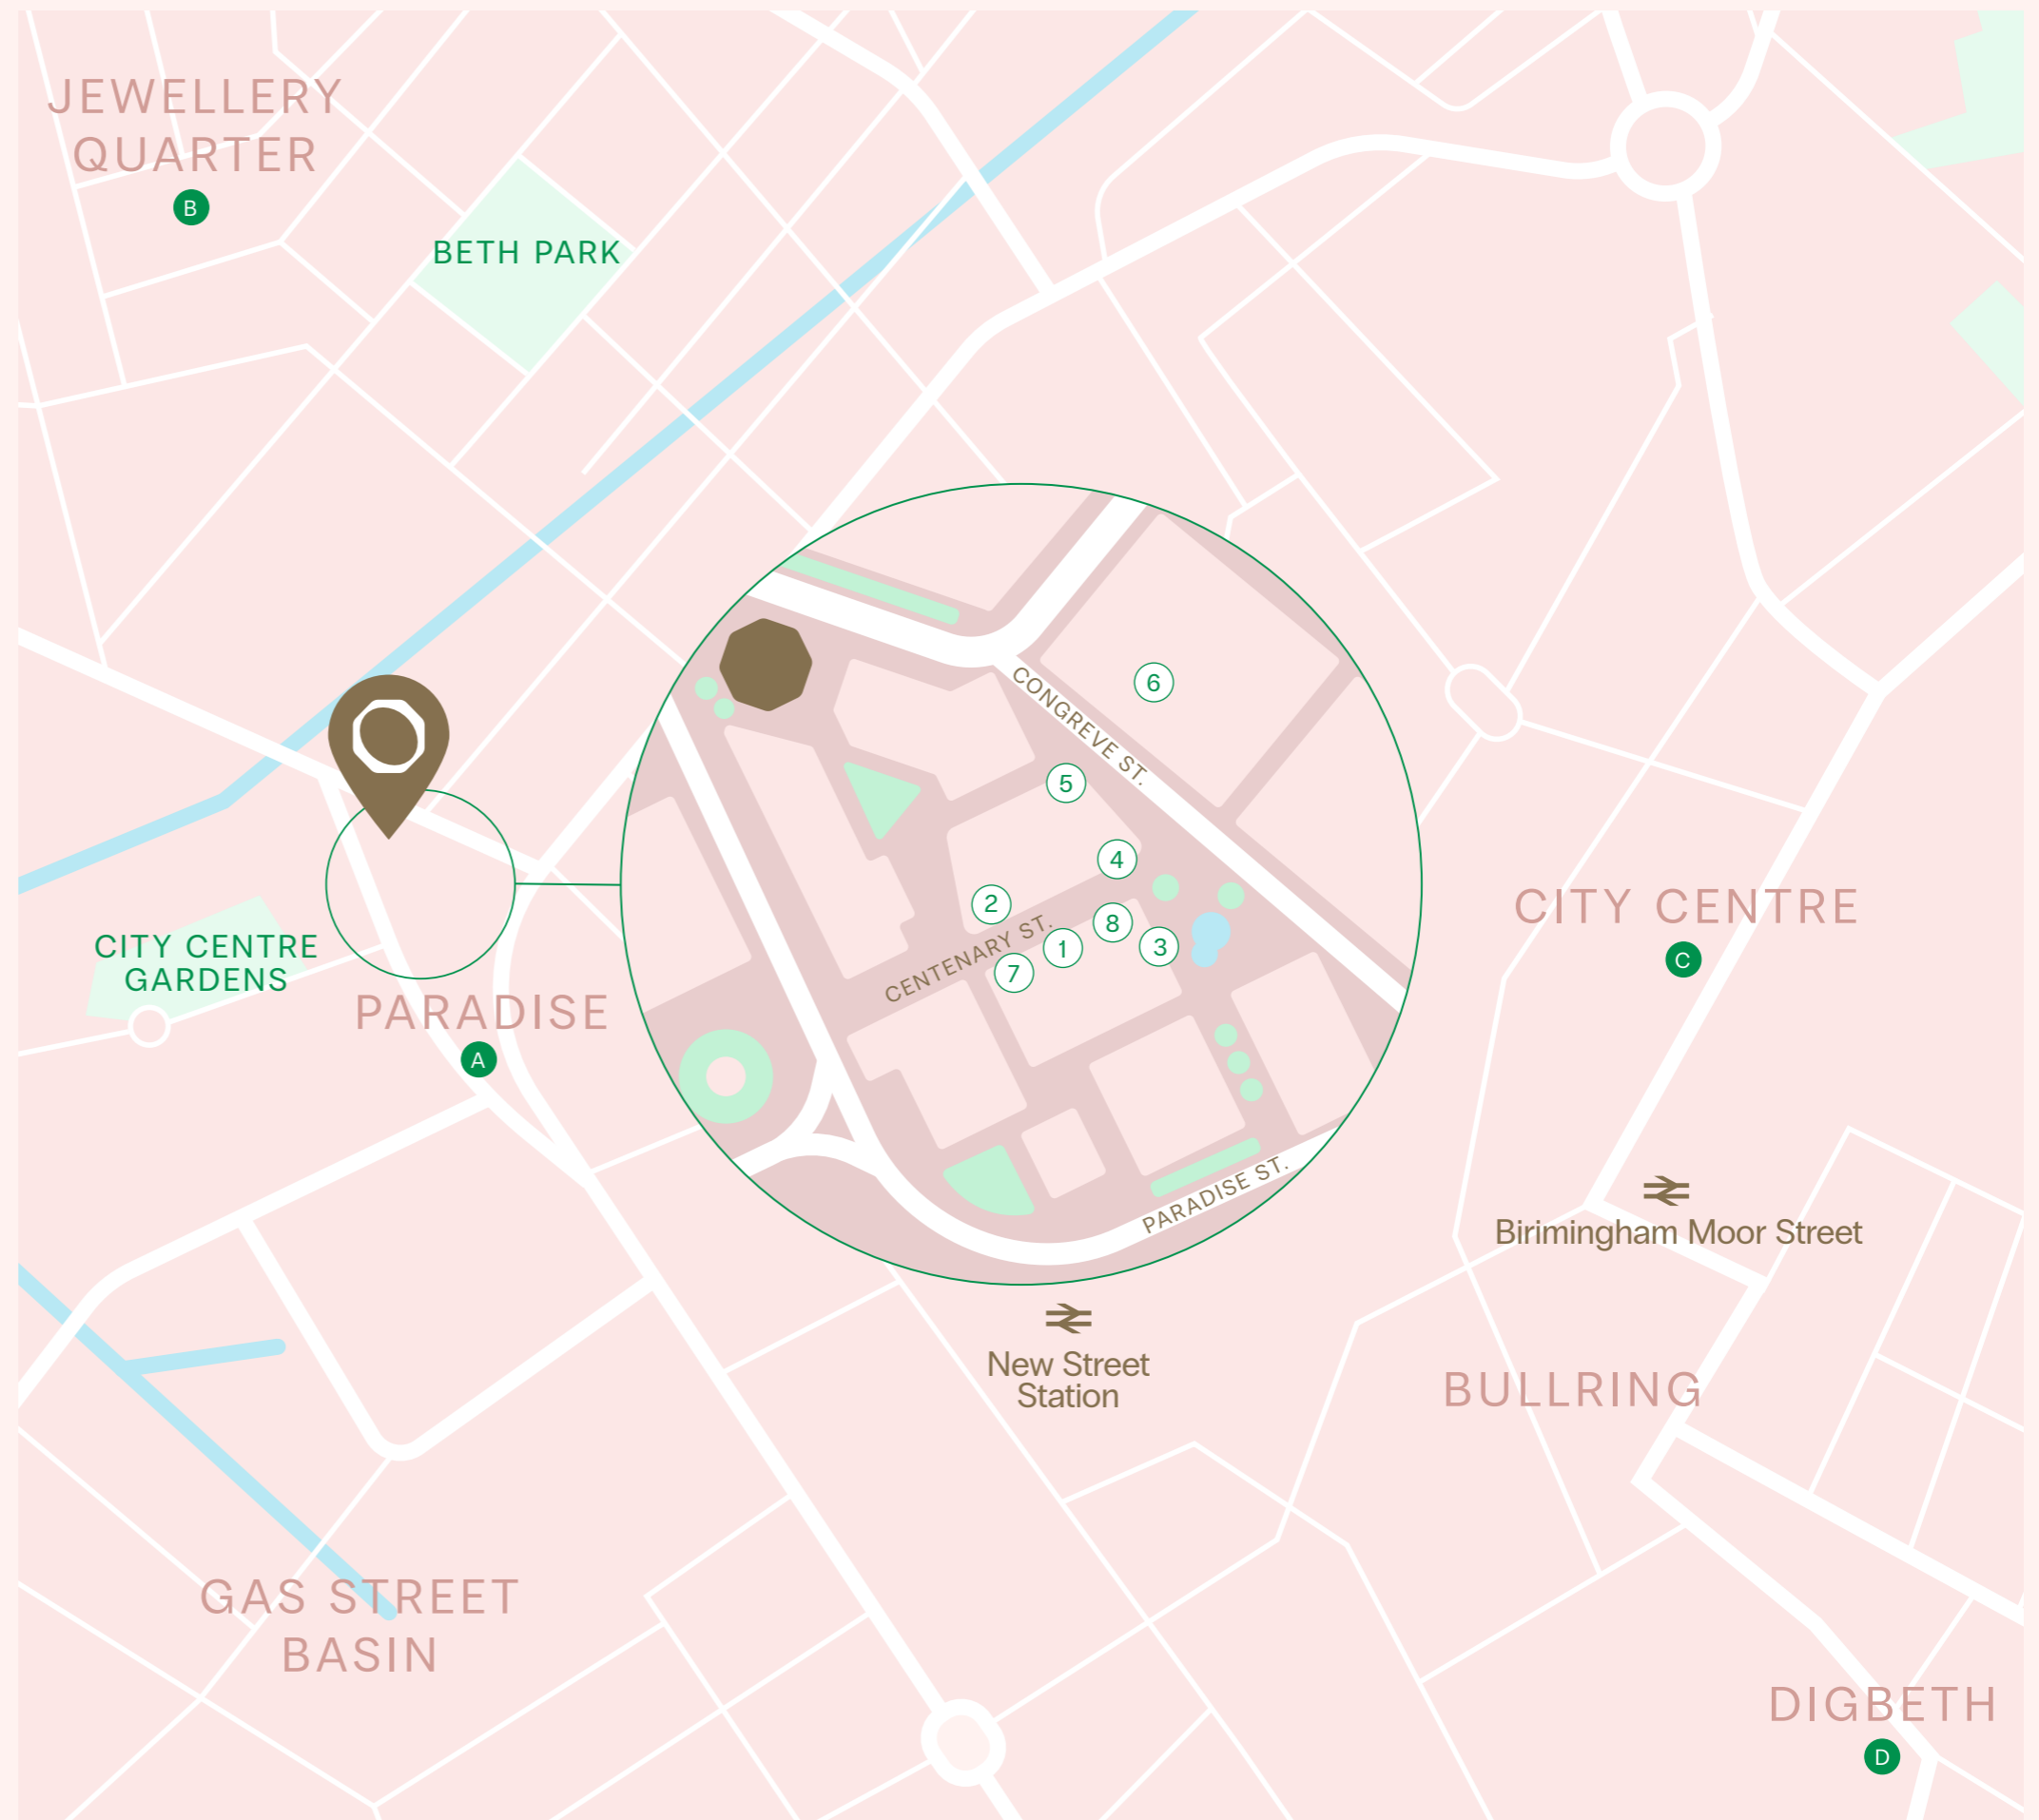 JEWELLERY
QUARTER
B
BETH PARK
CONGREVE ST.
6
5
4
2
8
CENTENARY ST.
1
3
7
CITY CENTRE
C
CITY CENTRE
GARDENS
PARADISE
A
PARADISE ST.
Birimingham Moor Street
New Street
Station
BULLRING
GAS STREET
BASIN
DIGBETH
D